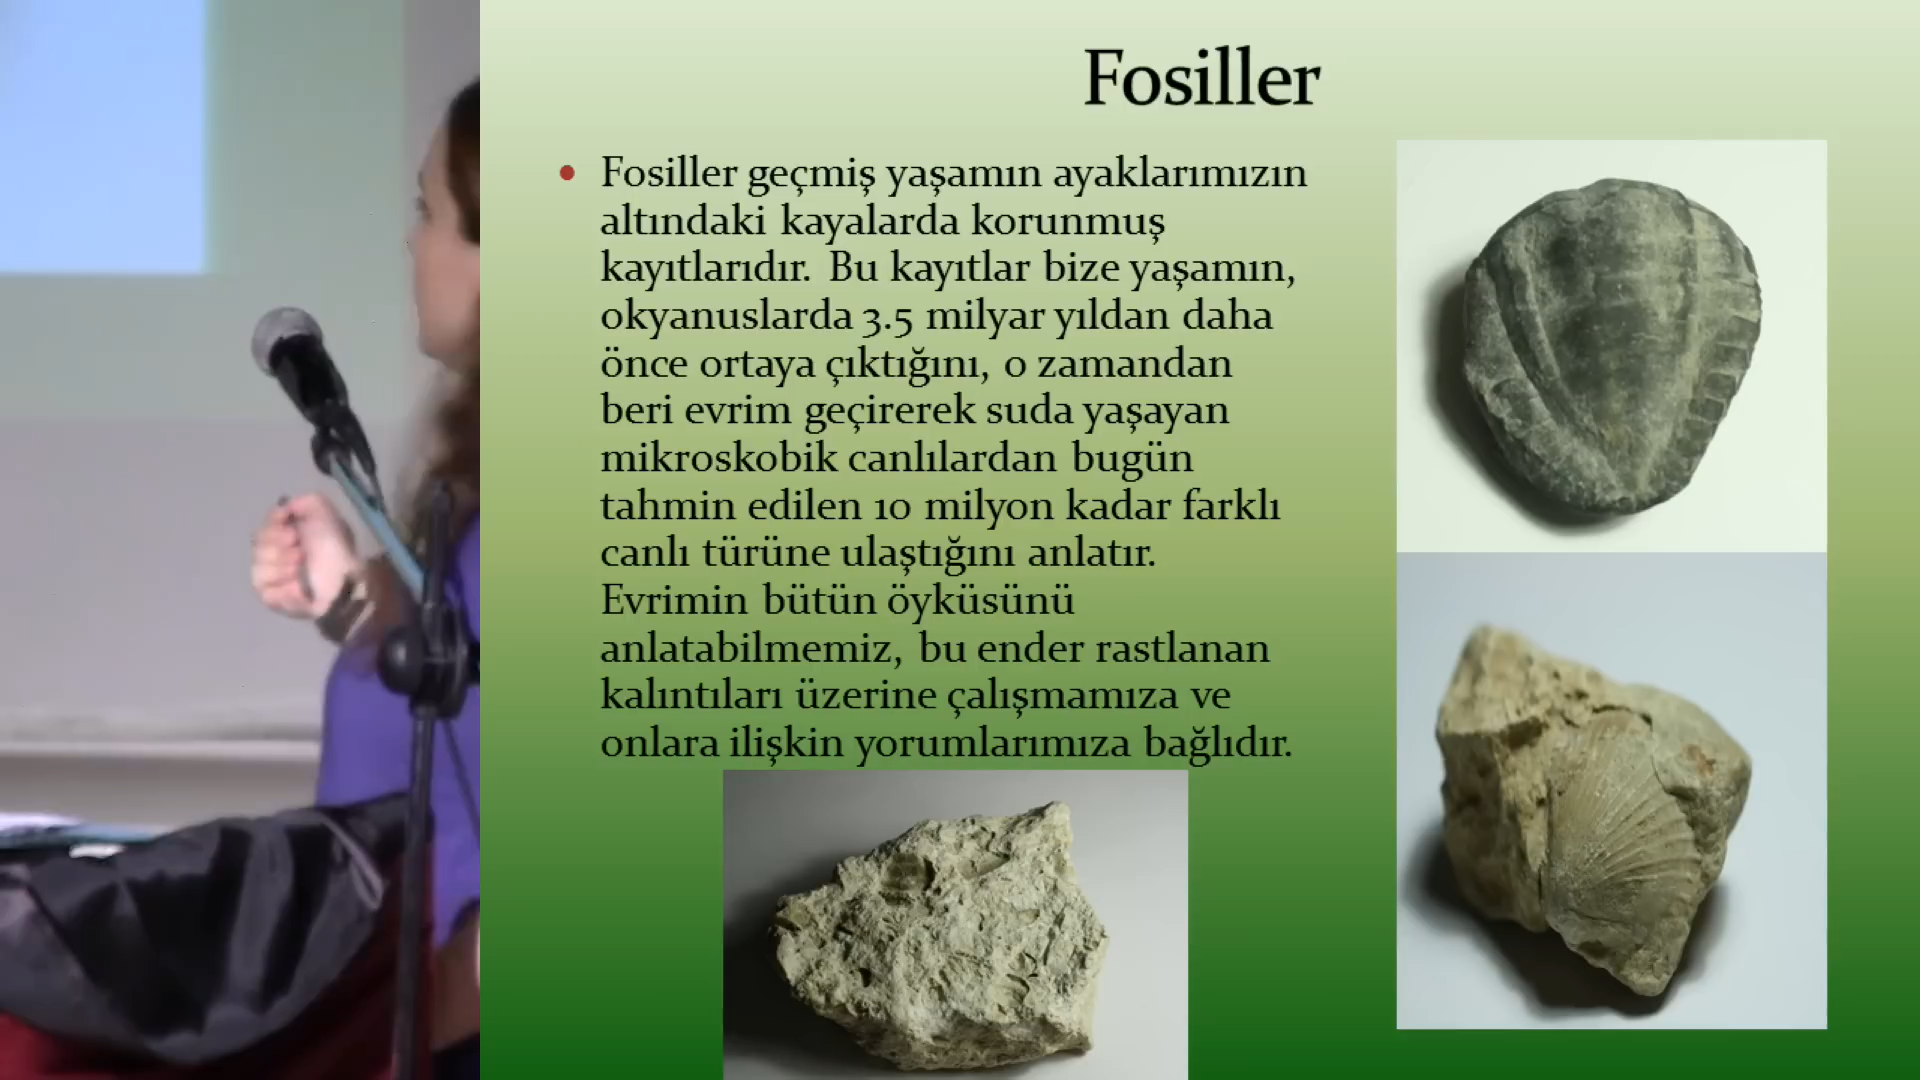 Fosiller
Fosiller geçmiş yaşamın ayaklarımızın
altındaki kayalarda korunmuş
kayıtlarıdır. Bu kayıtlar bize yaşamın,
okyanuslarda 3.5 milyar yıldan daha
önce ortaya çıktığını, o zamandan
beri evrim geçirerek suda yaşayan
mikroskobik canlılardan bugün
tahmin edilen 10 milyon kadar farklı
canlı türüne ulaştığını anlatır.
Evrimin bütün öyküsünü
anlatabilmemiz, bu ender rastlanan
kalıntıları üzerine çalışmamıza ve
onlara ilişkin yorumlarımıza bağlıdır.